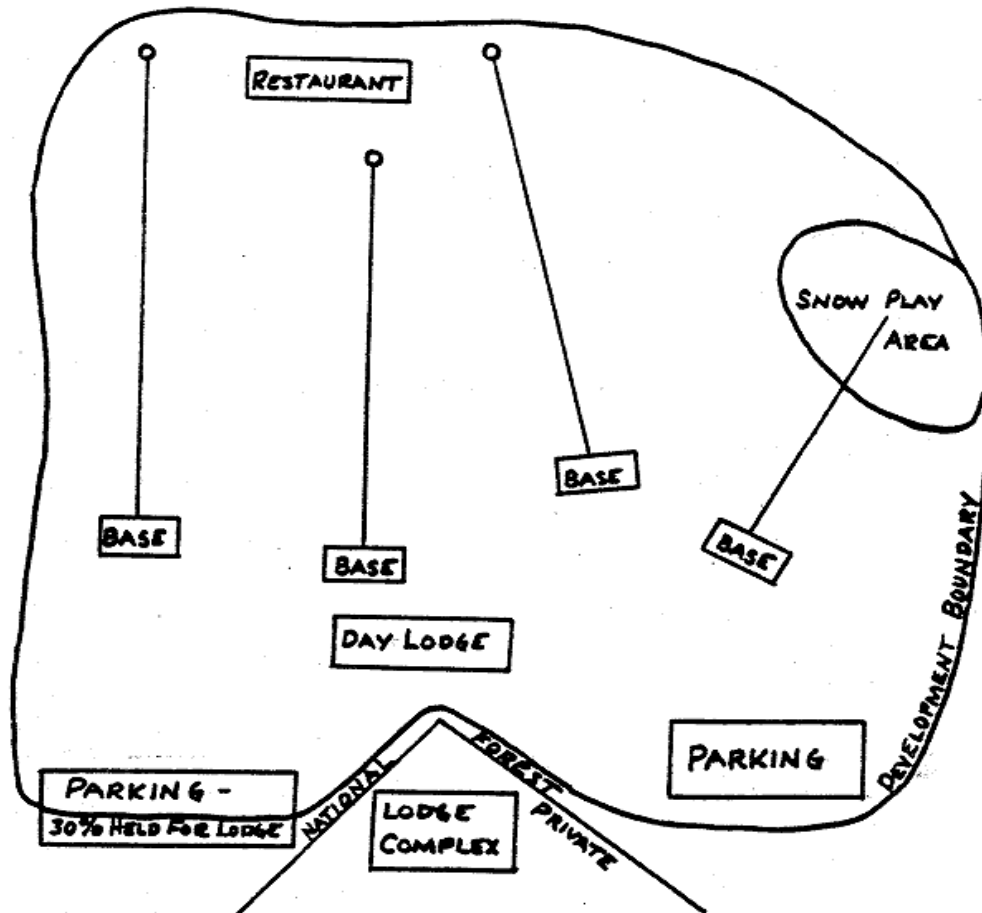 RESTAURANT
SNOW PLAY
AREA
BASE
BASE
BASE
BASE
DAY LODGE
DEVELOPMENT BOUNDARY
PARKING -
30% HELD FOR LODGE
NATIONAL FOREST
PRIVATE
LODGE
COMPLEX
PARKING